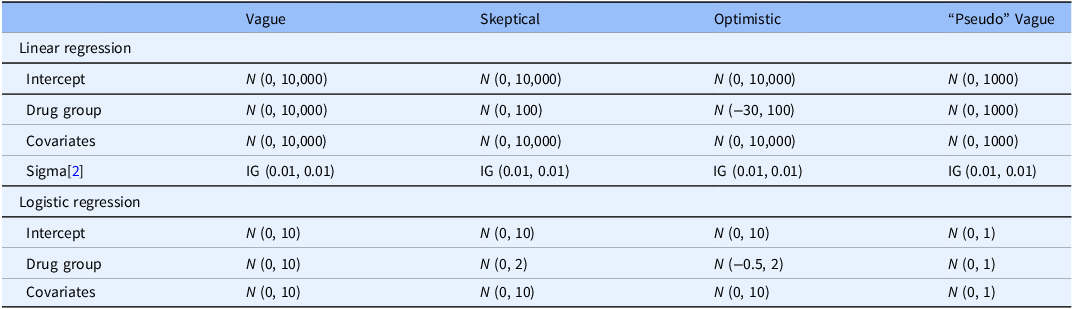 Vague Skeptical Optimistic “Pseudo” Vague
Linear regression
Intercept N (0, 10,000) N (0, 10,000) N (0, 10,000) N (0, 1000)
Drug group N (0, 10,000) N (0, 100) N (−30, 100) N (0, 1000)
Covariates N (0, 10,000) N (0, 10,000) N (0, 10,000) N (0, 1000)
Sigma[2] IG (0.01, 0.01) IG (0.01, 0.01) IG (0.01, 0.01) IG (0.01, 0.01)
Logistic regression
Intercept N (0, 10) N (0, 10) N (0, 10) N (0, 1)
Drug group N (0, 10) N (0, 2) N (−0.5, 2) N (0, 1)
Covariates N (0, 10) N (0, 10) N (0, 10) N (0, 1)